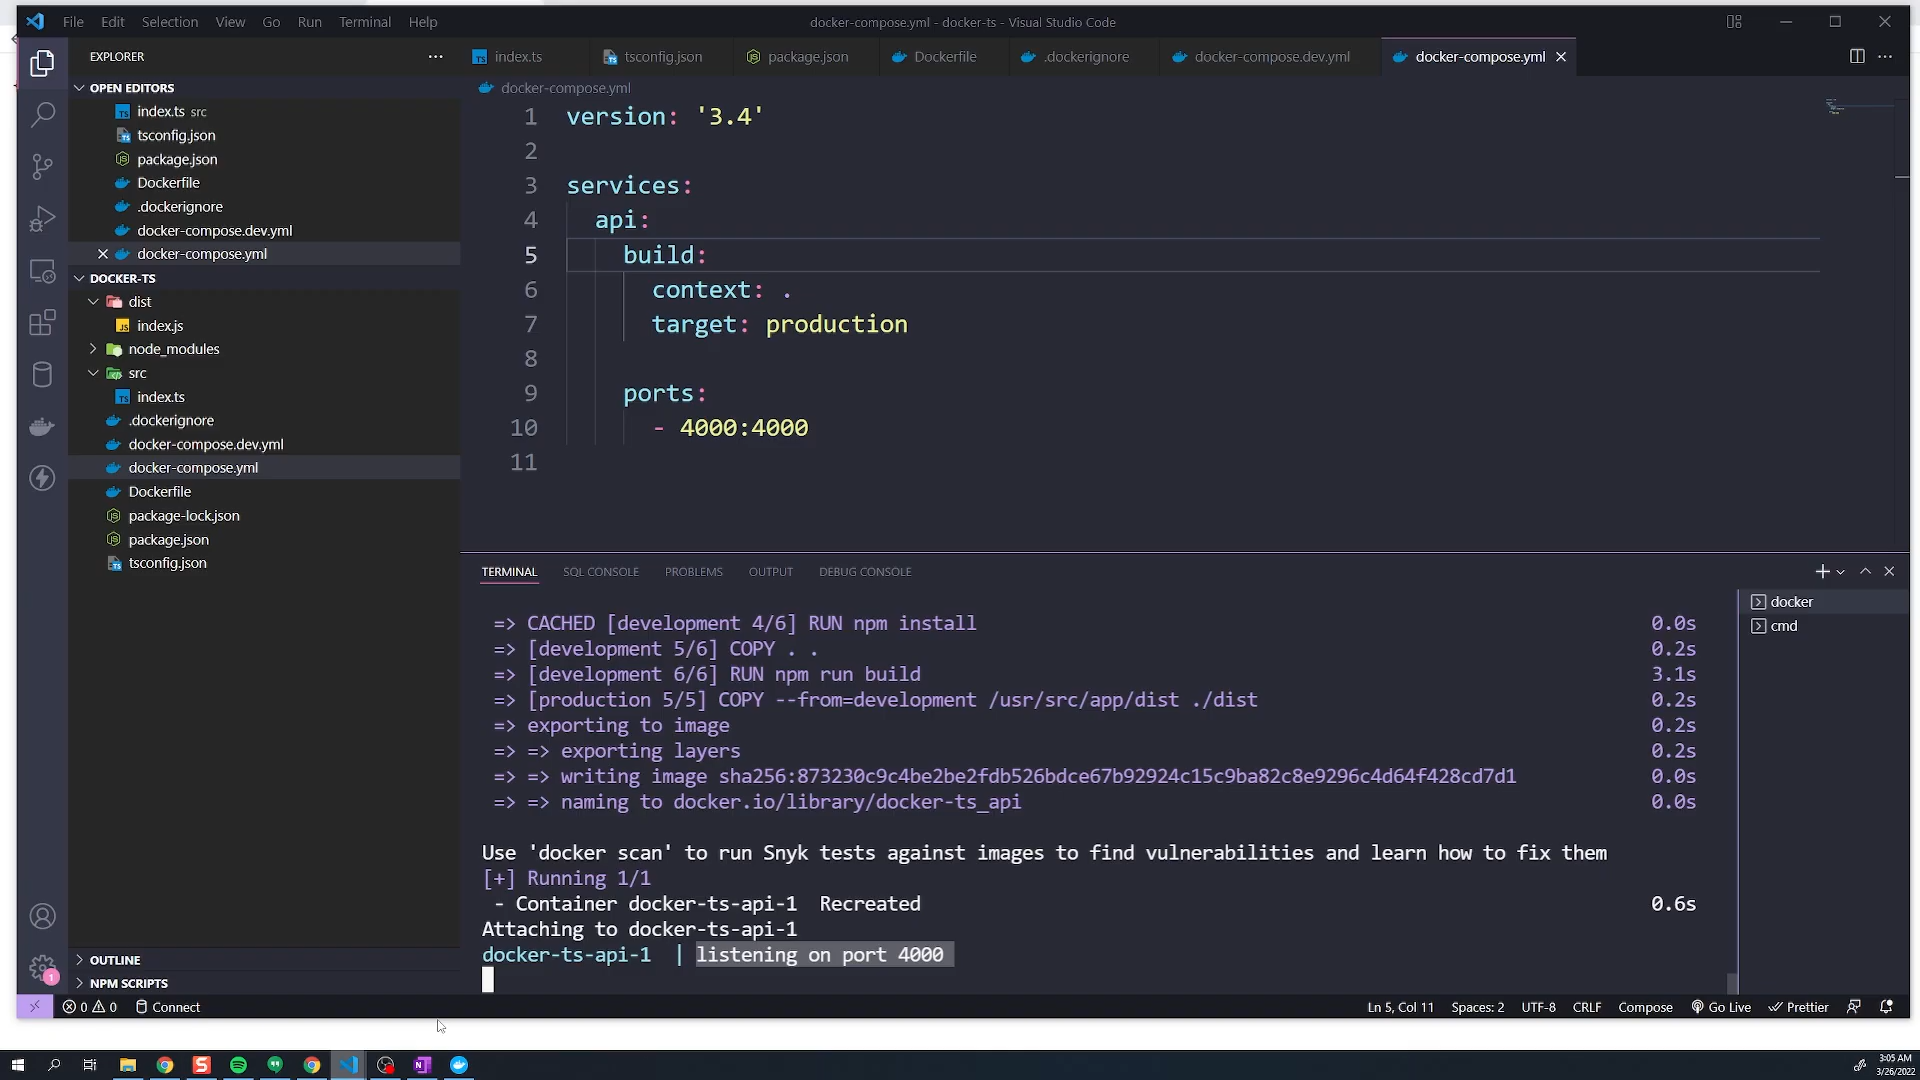 File Edit Selection View Go Run Terminal Help
docker-compose.yml - docker-ts - Visual Studio Code
EXPLORER
index.ts
tsconfig.json
package.json
Dockerfile
.dockerignore
docker-compose.dev.yml
docker-compose.yml
OPEN EDITORS
index.ts src
tsconfig.json
package.json
Dockerfile
.dockerignore
docker-compose.dev.yml
docker-compose.yml
DOCKER-TS
dist
index.js
node_modules
src
index.ts
.dockerignore
docker-compose.dev.yml
docker-compose.yml
Dockerfile
package-lock.json
package.json
tsconfig.json
OUTLINE
NPM SCRIPTS
docker-compose.yml
1 version: '3.4'
2
3 services:
4 api:
5 build:
6 context: .
7 target: production
8
9 ports:
10 - 4000:4000
11
TERMINAL SQL CONSOLE PROBLEMS OUTPUT DEBUG CONSOLE
=> CACHED [development 4/6] RUN npm install 0.0s
=> [development 5/6] COPY . . 0.2s
=> [development 6/6] RUN npm run build 3.1s
=> [production 5/5] COPY --from=development /usr/src/app/dist ./dist 0.2s
=> exporting to image 0.2s
=> => exporting layers 0.2s
=> => writing image sha256:873230c9c4be2be2fdb526bdce67b92924c15c9ba82c8e9296c4d64f428cd7d1 0.0s
=> => naming to docker.io/library/docker-ts_api 0.0s
Use 'docker scan' to run Snyk tests against images to find vulnerabilities and learn how to fix them
[+] Running 1/1
- Container docker-ts-api-1 Recreated 0.6s
Attaching to docker-ts-api-1
docker-ts-api-1 | listening on port 4000
docker
cmd
1
0 0 Connect
Ln 5, Col 11 Spaces: 2 UTF-8 CRLF Compose Go Live Prettier
3:05 AM
3/26/2022